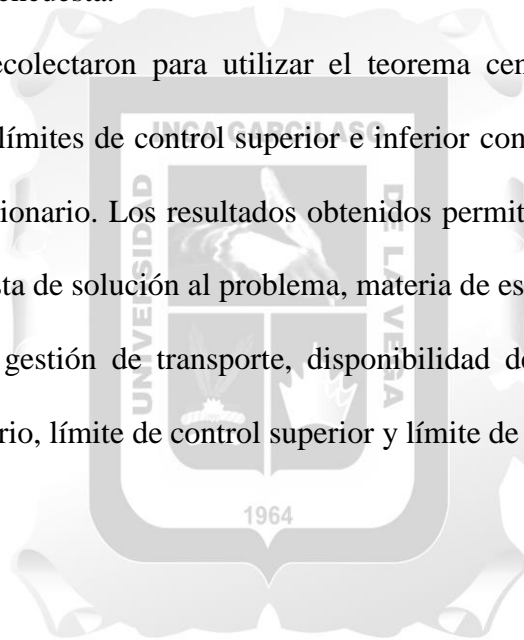 encuesta.
ecolectaron para utilizar el teorema cen
límites de control superior e inferior con
INCA GARCILASO
ionario. Los resultados obtenidos permit
sta de solución al problema, materia de es
gestión de transporte, disponibilidad de
rio, límite de control superior y límite de
UNIVERSIDAD
DE LA VEGA
1964